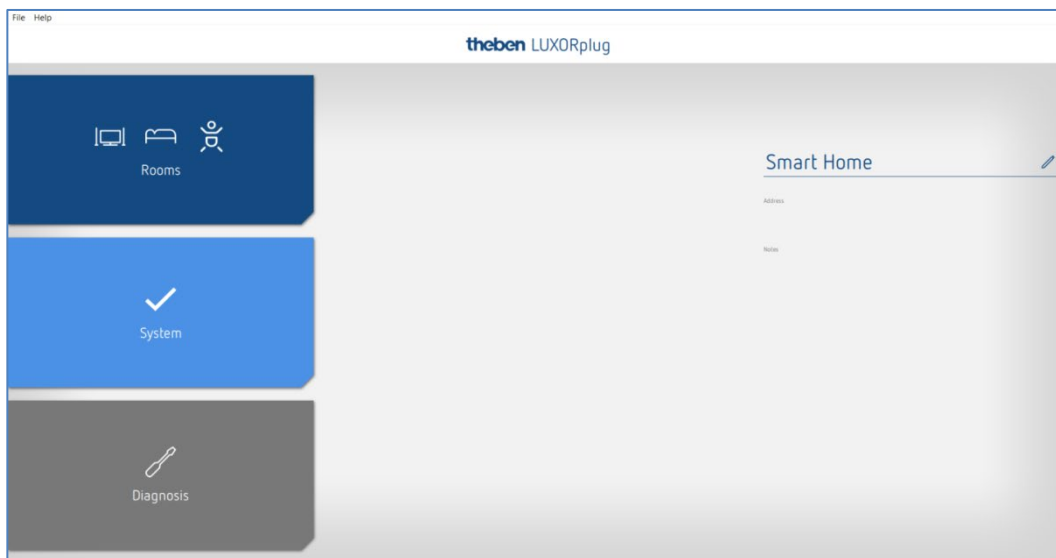 File Help
theben LUXORplug
Rooms
Smart Home
Address
Notes
System
Diagnosis